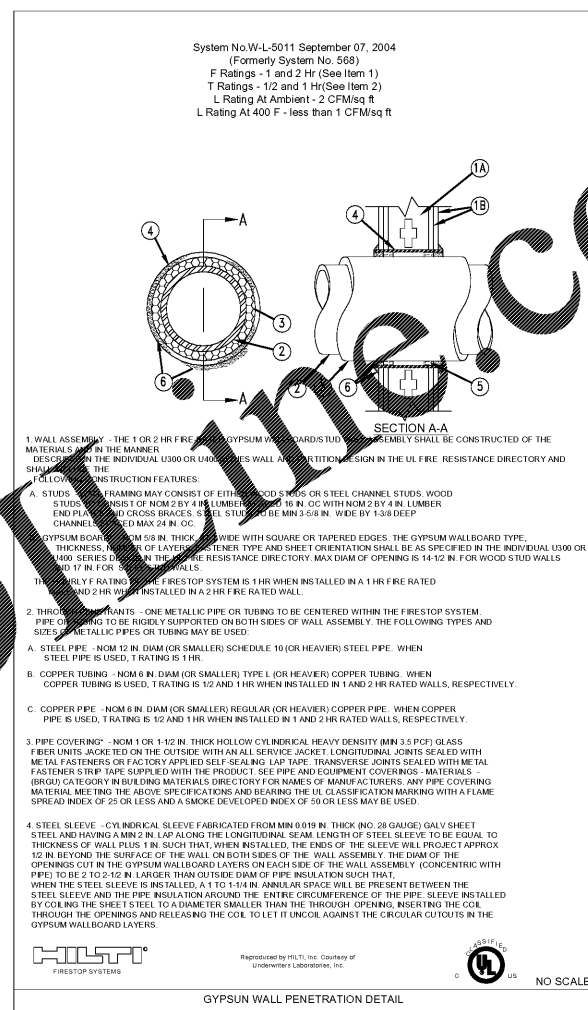 System No.W-L-5011 September 07, 2004
(Formerly System No. 568)
F Ratings - 1 and 2 Hr (See Item 1)
T Ratings - 1/2 and 1 Hr(See Item 2)
L Rating At Ambient - 2 CFM/sq ft
L Rating At 400 F - less than 1 CFM/sq ft
1A
1B
4
A
4
3
2
6
A
2
6
5
SECTION A-A
1. WALL ASSEMBLY - THE 1 OR 2 HR FIRE GYPSUM WALLBOARD/STUD ASSEMBLY SHALL BE CONSTRUCTED OF THE
MATERIALS AND IN THE MANNER
DESCRIBED IN THE INDIVIDUAL U300 OR U400 SERIES WALL AND PARTITION DESIGN IN THE UL FIRE RESISTANCE DIRECTORY AND
SHALL THE
FOLLOWING CONSTRUCTION FEATURES:
A. STUDS - FRAMING MAY CONSIST OF EITHER WOOD STUDS OR STEEL CHANNEL STUDS. WOOD
STUDS CONSIST OF NOM 2 BY 4 IN. LUMBER SPACED 16 IN. OC WITH NOM 2 BY 4 IN. LUMBER
END PLATES AND CROSS BRACES. STEEL STUDS TO BE MIN 3-5/8 IN. WIDE BY 1-3/8 DEEP
CHANNELS SPACED MAX 24 IN. OC.
GYPSUM BOARD - NOM 5/8 IN. THICK, WIDE WITH SQUARE OR TAPERED EDGES. THE GYPSUM WALLBOARD TYPE,
THICKNESS, NUMBER OF LAYERS, FASTENER TYPE AND SHEET ORIENTATION SHALL BE AS SPECIFIED IN THE INDIVIDUAL U300 OR
U400 SERIES DESIGN IN THE FIRE RESISTANCE DIRECTORY. MAX DIAM OF OPENING IS 14-1/2 IN. FOR WOOD STUD WALLS
AND 17 IN. FOR STUD WALLS.
THE HOURLY F RATING OF THE FIRESTOP SYSTEM IS 1 HR WHEN INSTALLED IN A 1 HR FIRE RATED
AND 2 HR WHEN INSTALLED IN A 2 HR FIRE RATED WALL.
2. THROUGH PENETRANTS - ONE METALLIC PIPE OR TUBING TO BE CENTERED WITHIN THE FIRESTOP SYSTEM.
PIPE OR TUBING TO BE RIGIDLY SUPPORTED ON BOTH SIDES OF WALL ASSEMBLY. THE FOLLOWING TYPES AND
SIZES OF METALLIC PIPES OR TUBING MAY BE USED:
A. STEEL PIPE - NOM 12 IN. DIAM (OR SMALLER) SCHEDULE 10 (OR HEAVIER) STEEL PIPE. WHEN
STEEL PIPE IS USED, T RATING IS 1 HR.
B. COPPER TUBING - NOM 6 IN. DIAM (OR SMALLER) TYPE L (OR HEAVIER) COPPER TUBING. WHEN
COPPER TUBING IS USED, T RATING IS 1/2 AND 1 HR WHEN INSTALLED IN 1 AND 2 HR RATED WALLS, RESPECTIVELY.
C. COPPER PIPE - NOM 6 IN. DIAM (OR SMALLER) REGULAR (OR HEAVIER) COPPER PIPE. WHEN COPPER
PIPE IS USED, T RATING IS 1/2 AND 1 HR WHEN INSTALLED IN 1 AND 2 HR RATED WALLS, RESPECTIVELY.
3. PIPE COVERING* - NOM 1 OR 1-1/2 IN. THICK HOLLOW CYLINDRICAL HEAVY DENSITY (MIN 3.5 PCF) GLASS
FIBER UNITS JACKETED ON THE OUTSIDE WITH AN ALL SERVICE JACKET. LONGITUDINAL JOINTS SEALED WITH
METAL FASTENERS OR FACTORY APPLIED SELF-SEALING LAP TAPE. TRANSVERSE JOINTS SEALED WITH METAL
FASTENER STRIP TAPE SUPPLIED WITH THE PRODUCT. SEE PIPE AND EQUIPMENT COVERINGS - MATERIALS -
(BRGU) CATEGORY IN BUILDING MATERIALS DIRECTORY FOR NAMES OF MANUFACTURERS. ANY PIPE COVERING
MATERIAL MEETING THE ABOVE SPECIFICATIONS AND BEARING THE UL CLASSIFICATION MARKING WITH A FLAME
SPREAD INDEX OF 25 OR LESS AND A SMOKE DEVELOPED INDEX OF 50 OR LESS MAY BE USED.
4. STEEL SLEEVE - CYLINDRICAL SLEEVE FABRICATED FROM MIN 0.019 IN. THICK (NO. 28 GAUGE) GALV SHEET
STEEL AND HAVING A MIN 2 IN. LAP ALONG THE LONGITUDINAL SEAM. LENGTH OF STEEL SLEEVE TO BE EQUAL TO
THICKNESS OF WALL PLUS 1 IN. SUCH THAT, WHEN INSTALLED, THE ENDS OF THE SLEEVE WILL PROJECT APPROX
1/2 IN. BEYOND THE SURFACE OF THE WALL ON BOTH SIDES OF THE WALL ASSEMBLY. THE DIAM OF THE
OPENINGS CUT IN THE GYPSUM WALLBOARD LAYERS ON EACH SIDE OF THE WALL ASSEMBLY (CONCENTRIC WITH
PIPE) TO BE 2 TO 2-1/2 IN. LARGER THAN OUTSIDE DIAM OF PIPE INSULATION SUCH THAT,
WHEN THE STEEL SLEEVE IS INSTALLED, A 1 TO 1-1/4 IN. ANNULAR SPACE WILL BE PRESENT BETWEEN THE
STEEL SLEEVE AND THE PIPE INSULATION AROUND THE ENTIRE CIRCUMFERENCE OF THE PIPE. SLEEVE INSTALLED
BY COILING THE SHEET STEEL TO A DIAMETER SMALLER THAN THE THROUGH OPENING, INSERTING THE COIL
THROUGH THE OPENINGS AND RELEASING THE COIL TO LET IT UNCOIL AGAINST THE CIRCULAR CUTOUTS IN THE
GYPSUM WALLBOARD LAYERS.
HILTI
FIRESTOP SYSTEMS
Reproduced by HILTI, Inc. Courtesy of
Underwriters Laboratories, Inc.
CLASSIFIED
C UL US
NO SCALE
GYPSUN WALL PENETRATION DETAIL